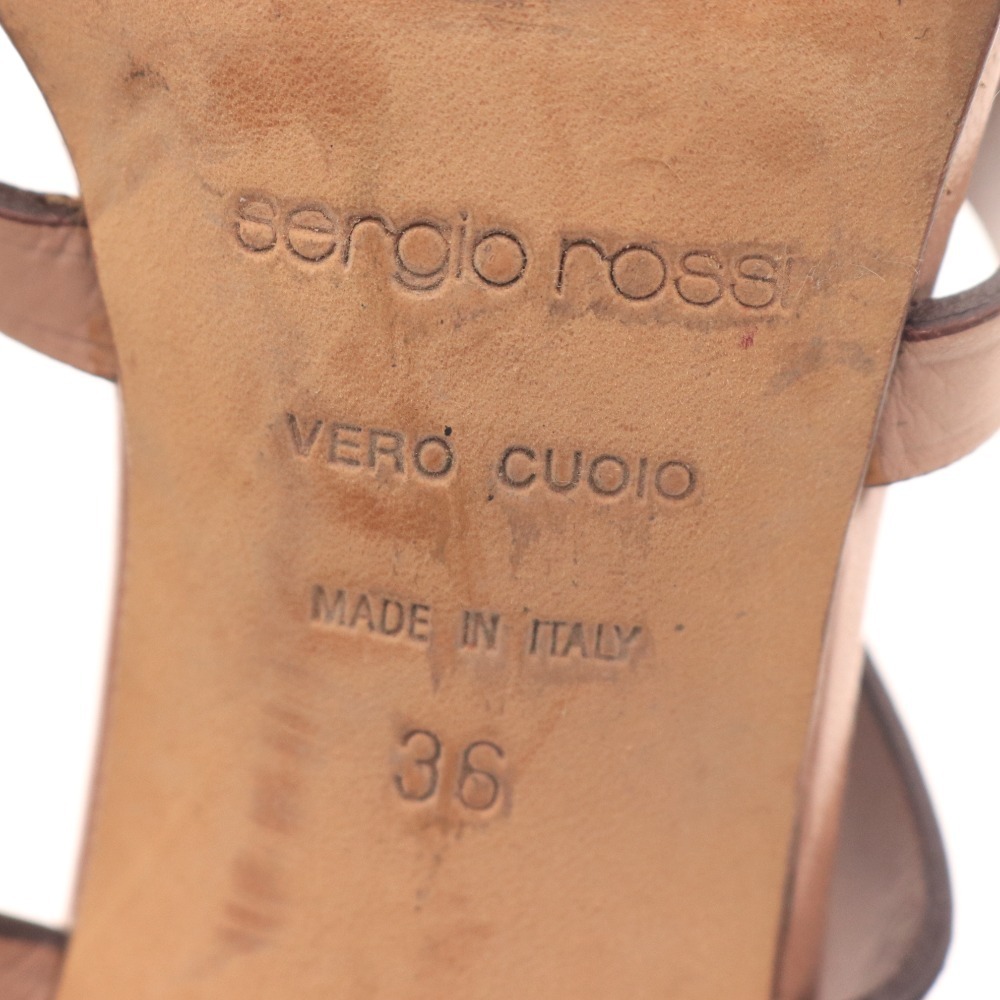 sergio rossi
VERO CUOIO
MADE IN ITALY
36